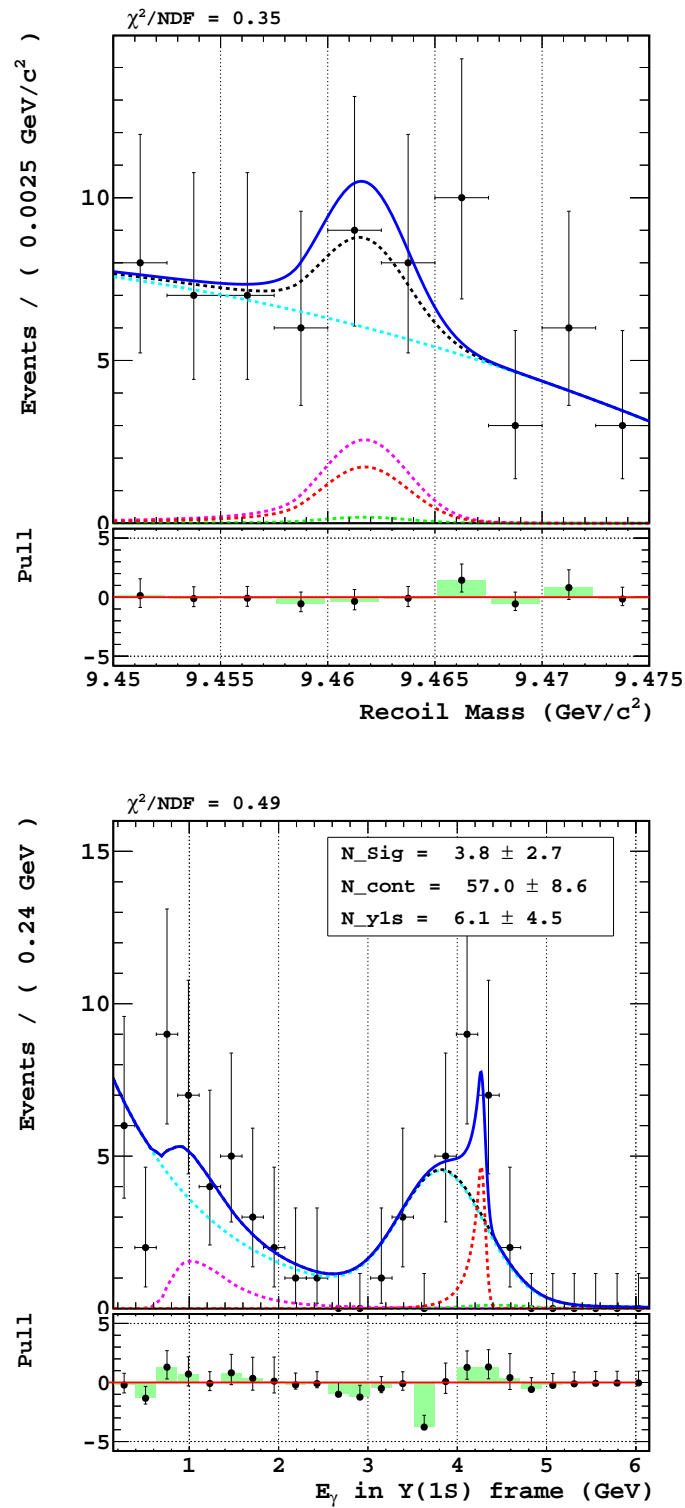 χ²/NDF = 0.35
Events / ( 0.0025 GeV/c² )
10
5
0
Pull
5
0
−5
9.45 9.455 9.46 9.465 9.47 9.475
Recoil Mass (GeV/c²)
χ²/NDF = 0.49
Events / ( 0.24 GeV )
15
10
5
0
N_Sig = 3.8 ± 2.7
N_cont = 57.0 ± 8.6
N_y1s = 6.1 ± 4.5
Pull
5
0
−5
1 2 3 4 5 6
E_γ in Y(1S) frame (GeV)